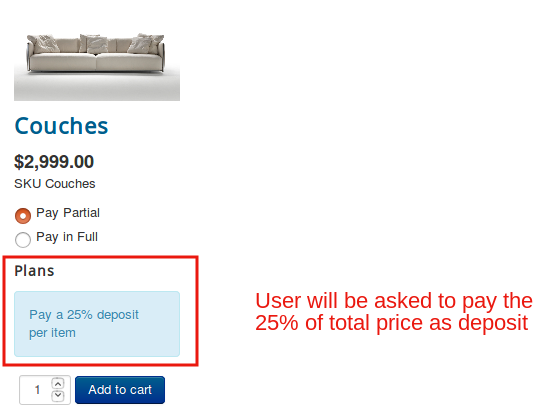 Couches
$2,999.00
SKU Couches
Pay Partial
Pay in Full
Plans
Pay a 25% deposit
per item
User will be asked to pay the
25% of total price as deposit
1
Add to cart